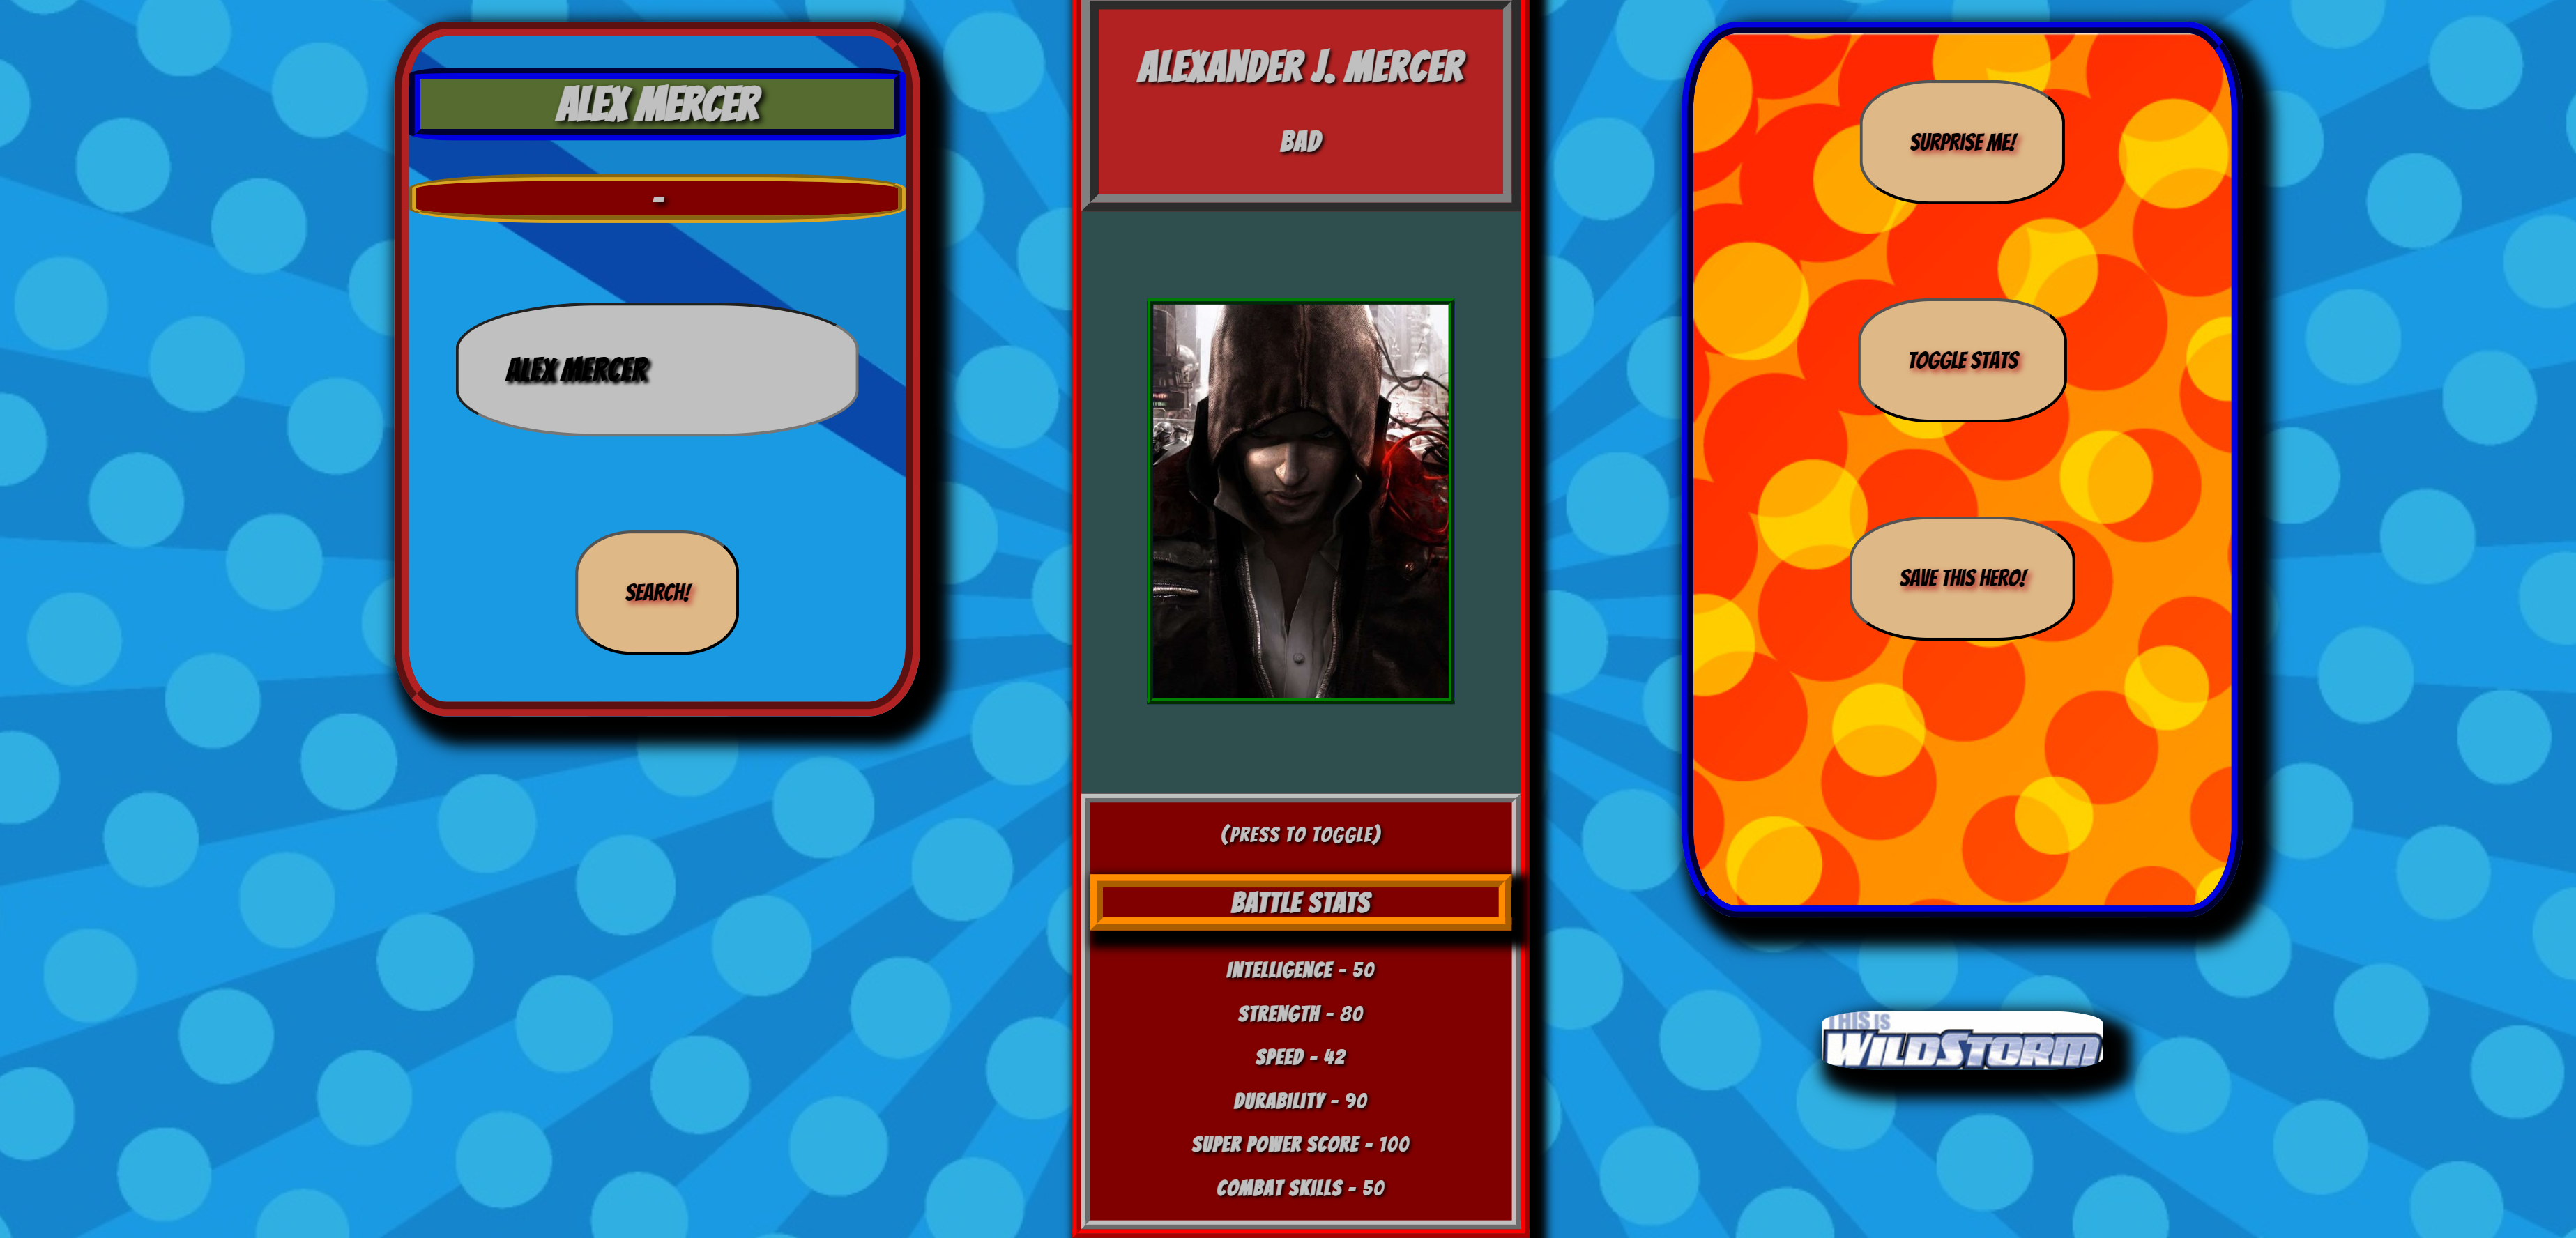 ALEX MERCER
-
ALEX MERCER
SEARCH!
ALEXANDER J. MERCER
BAD
(PRESS TO TOGGLE)
BATTLE STATS
INTELLIGENCE - 50
STRENGTH - 80
SPEED - 42
DURABILITY - 90
SUPER POWER SCORE - 100
COMBAT SKILLS - 50
SURPRISE ME!
TOGGLE STATS
SAVE THIS HERO!
THIS IS
WILDSTORM